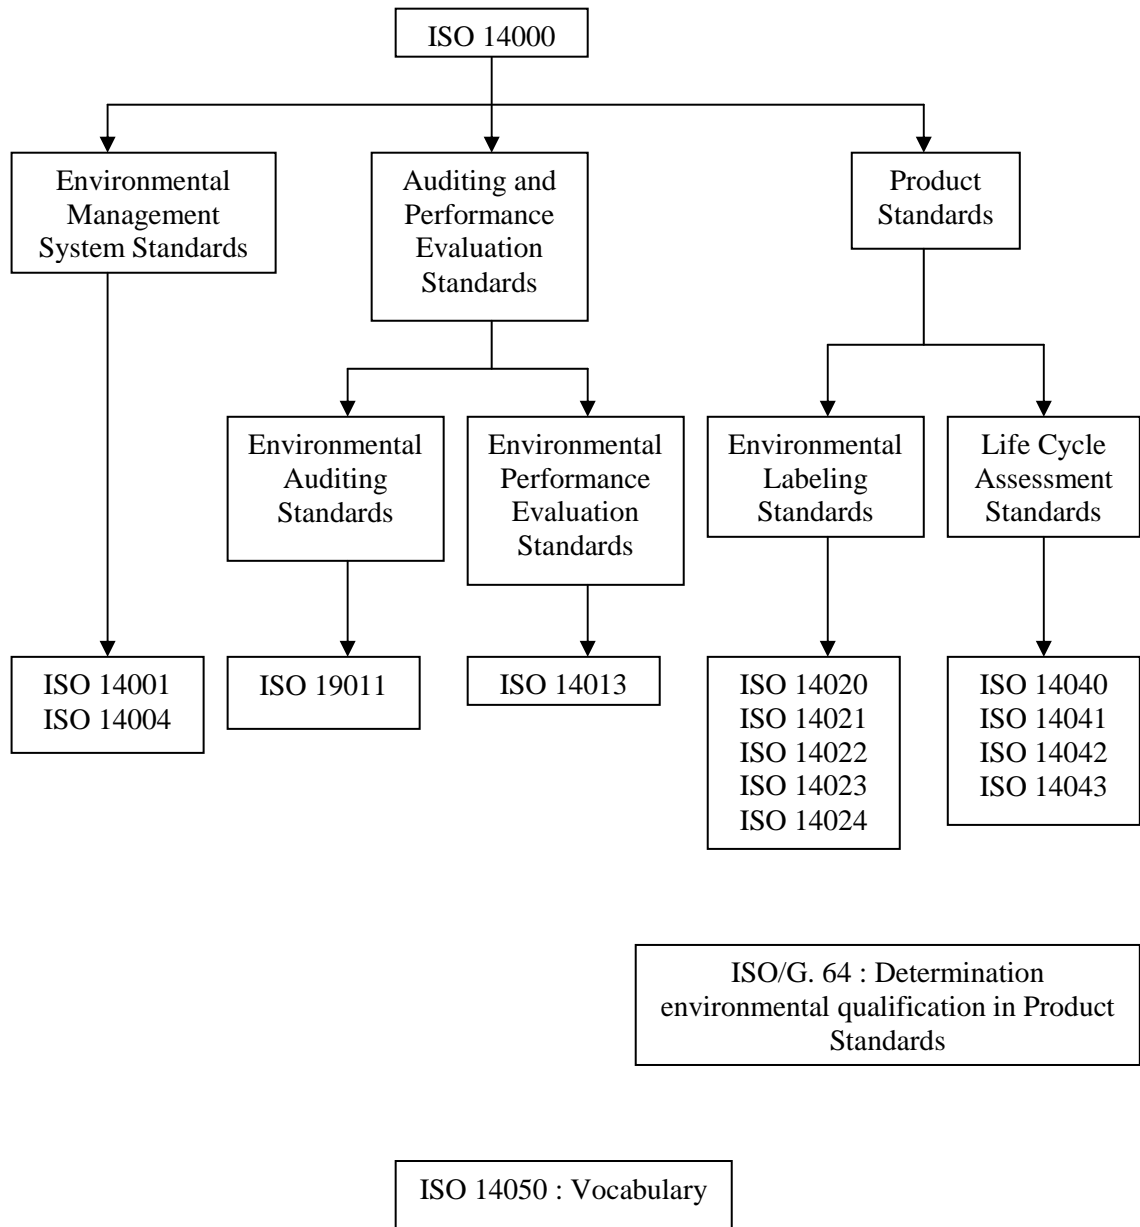 ISO 14000
Environmental
Management
System Standards
Auditing and
Performance
Evaluation
Standards
Product
Standards
Environmental
Auditing
Standards
Environmental
Performance
Evaluation
Standards
Environmental
Labeling
Standards
Life Cycle
Assessment
Standards
ISO 14001
ISO 14004
ISO 19011
ISO 14013
ISO 14020
ISO 14021
ISO 14022
ISO 14023
ISO 14024
ISO 14040
ISO 14041
ISO 14042
ISO 14043
ISO/G. 64 : Determination
environmental qualification in Product
Standards
ISO 14050 : Vocabulary